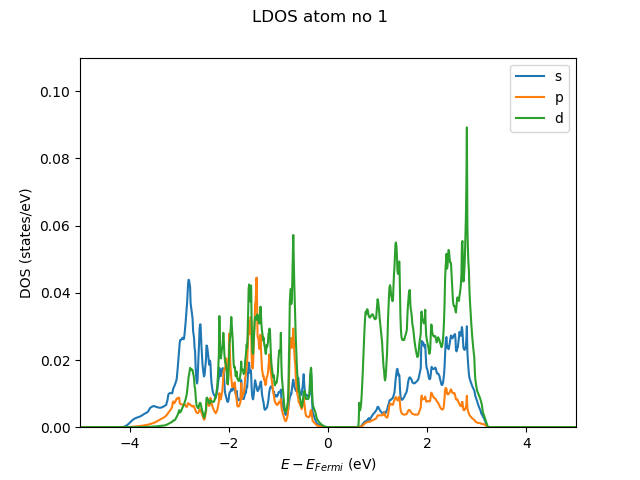 LDOS atom no 1
s
p
d
DOS (states/eV)
0.10
0.08
0.06
0.04
0.02
0.00
−4 −2 0 2 4
E − E_Fermi (eV)